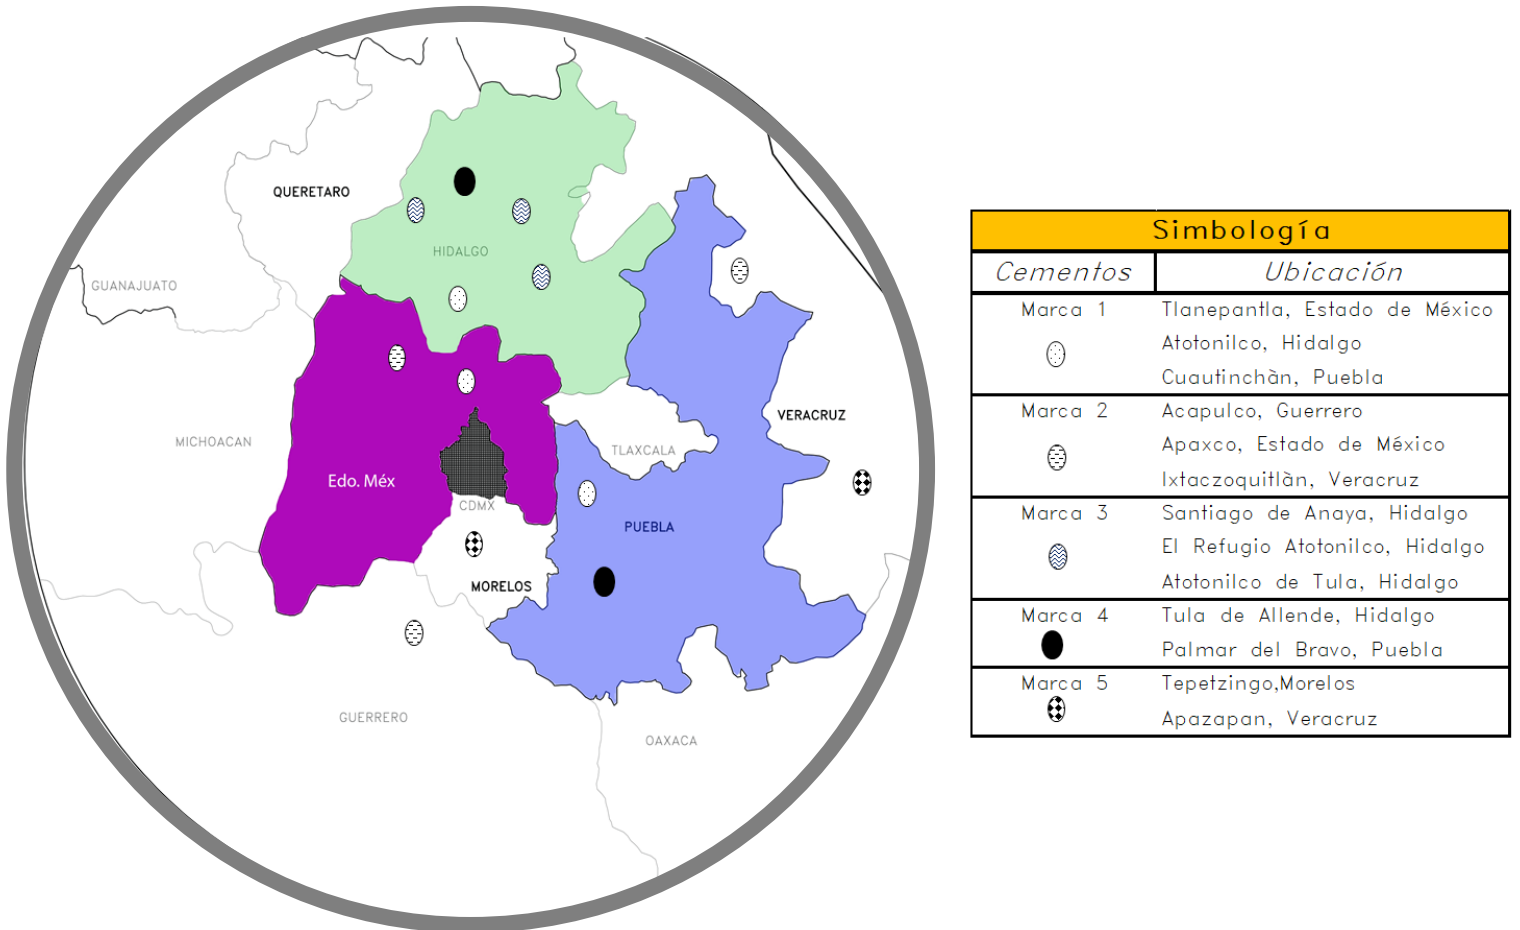 QUERETARO
HIDALGO
GUANAJUATO
MICHOACAN
VERACRUZ
TLAXCALA
Edo. Méx
CDMX
PUEBLA
MORELOS
GUERRERO
OAXACA
Simbología
Cementos Ubicación
Marca 1 Tlanepantla, Estado de México
Atotonilco, Hidalgo
Cuautinchàn, Puebla
Marca 2 Acapulco, Guerrero
Apaxco, Estado de México
Ixtaczoquitlàn, Veracruz
Marca 3 Santiago de Anaya, Hidalgo
El Refugio Atotonilco, Hidalgo
Atotonilco de Tula, Hidalgo
Marca 4 Tula de Allende, Hidalgo
Palmar del Bravo, Puebla
Marca 5 Tepetzingo,Morelos
Apazapan, Veracruz